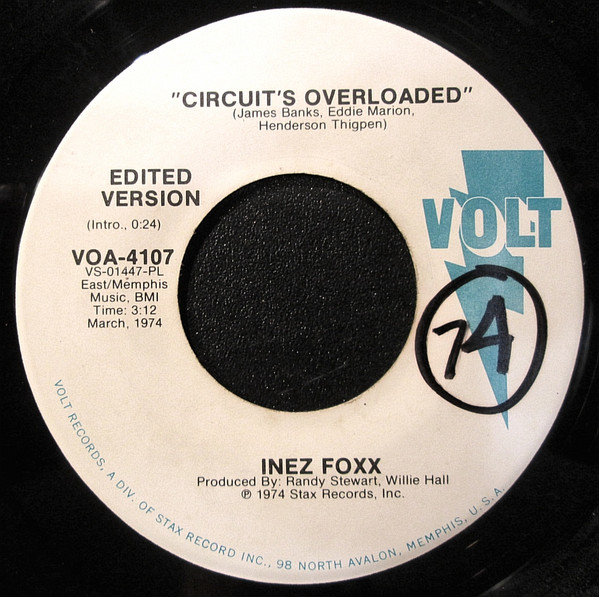 "CIRCUIT'S OVERLOADED"
(James Banks, Eddie Marion,
Henderson Thigpen)
EDITED
VERSION
(Intro., 0:24)
VOA-4107
VS-01447-PL
East/Memphis
Music, BMI
Time: 3:12
March, 1974
VOLT
74
INEZ FOXX
Produced By: Randy Stewart, Willie Hall
℗ 1974 Stax Records, Inc.
VOLT RECORDS, A DIV. OF STAX RECORD INC., 98 NORTH AVALON, MEMPHIS, U.S.A.